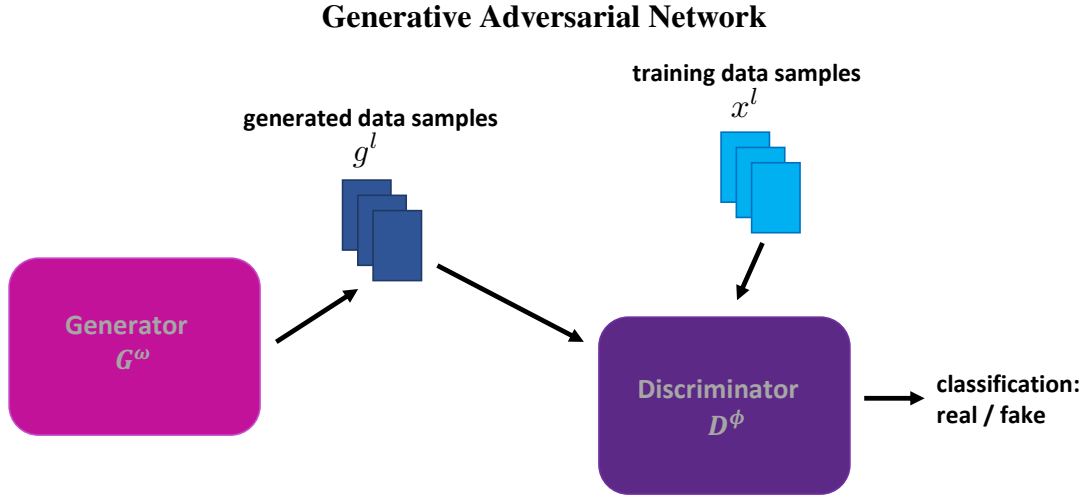 Generative Adversarial Network
training data samples
x^l
generated data samples
g^l
Generator
G^ω
Discriminator
D^ϕ
classification:
real / fake